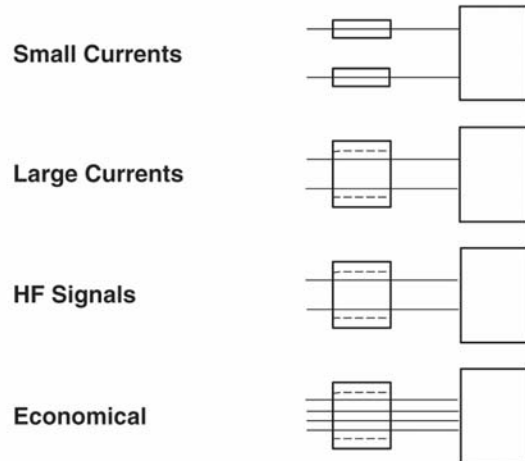 Small Currents
Large Currents
HF Signals
Economical